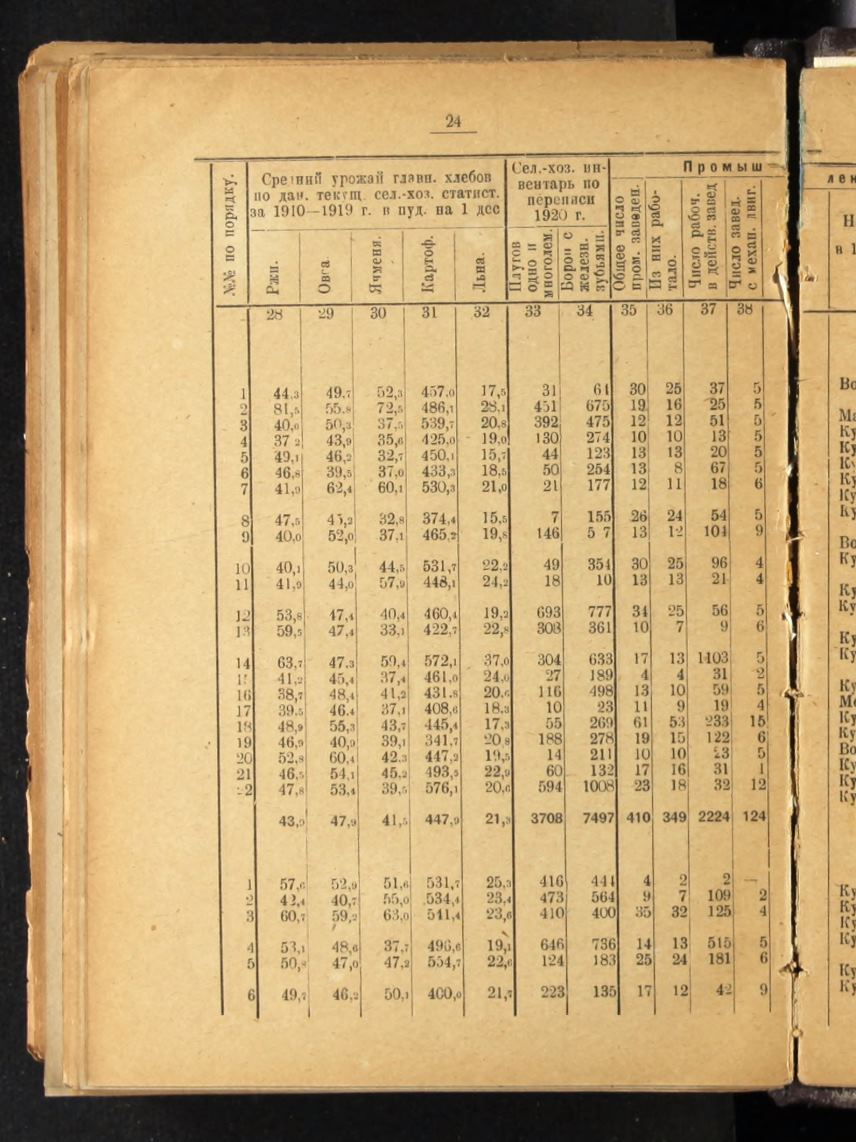 24
№№ по порядку.
Средний урожай главн. хлебов
по дан. текущ. сел.-хоз. статист.
за 1910—1919 г. в пуд. на 1 дес
Сел.-хоз. ин-
вентарь по
переписи
1920 г.
Промыш
Ржи.
Овса
Ячменя.
Картоф.
Льна.
Плугов
одно и
многолем.
Борон с
железн.
зубьями.
Общее число
пром. заведен.
Из них рабо-
тало.
Число рабоч.
в действ. завед
Число завед.
с механ. двиг.
28 29 30 31 32 33 34 35 36 37 38
1 44,3 49,7 52,3 457,0 17,5 31 61 30 25 37 5
2 81,5 55,8 72,5 486,1 28,1 451 675 19 16 25 5
3 40,0 50,3 37,5 539,7 20,8 392 475 12 12 51 5
4 37 2 43,9 35,6 425,0 19,0 130 274 10 10 13 5
5 49,1 46,2 32,7 450,1 15,7 44 123 13 13 20 5
6 46,8 39,5 37,0 433,3 18,5 50 254 13 8 67 5
7 41,9 62,4 60,1 530,3 21,0 21 177 12 11 18 6
8 47,5 45,2 32,8 374,4 15,5 7 155 26 24 54 5
9 40,0 52,0 37,1 465,2 19,8 146 5 7 13 12 104 9
10 40,1 50,3 44,5 531,7 22,2 49 354 30 25 96 4
11 41,9 44,0 57,9 448,1 24,2 18 10 13 13 21 4
12 53,8 47,4 40,4 460,4 19,2 693 777 34 25 56 5
13 59,5 47,4 33,1 422,7 22,8 303 361 10 7 9 6
14 63,7 47,3 59,4 572,1 37,0 304 633 17 13 1103 5
41,2 45,4 37,4 461,0 24,0 27 189 4 4 31 2
16 38,7 48,4 41,2 431,8 20,6 116 498 13 10 59 5
17 39,5 46,4 37,1 408,6 18,3 10 23 11 9 19 4
18 48,9 55,3 43,7 445,4 17,3 55 269 61 53 233 15
19 46,9 40,9 39,1 341,7 20 8 188 278 19 15 122 6
20 52,8 60,4 42,3 447,2 19,5 14 211 10 10 5
21 46,5 54,1 45,2 493,5 22,9 60 132 17 16 31 1
22 47,8 53,4 39,5 576,1 20,6 594 1008 23 18 32 12
43,9 47,9 41,5 447,9 21,3 3708 7497 410 349 2224 124
1 57,6 52,9 51,6 531,7 25,3 416 441 4 2 2 —
2 42,4 40,7 55,0 534,4 23,4 473 564 9 7 109 2
3 60,7 59,2 63,0 511,4 23,6 410 400 35 32 125 4
4 53,1 48,6 37,7 496,6 19,1 646 736 14 13 515 5
5 50,8 47,0 47,2 554,7 22,6 124 183 25 24 181 6
6 49,7 46,2 50,1 400,0 21,7 223 135 17 12 42 9